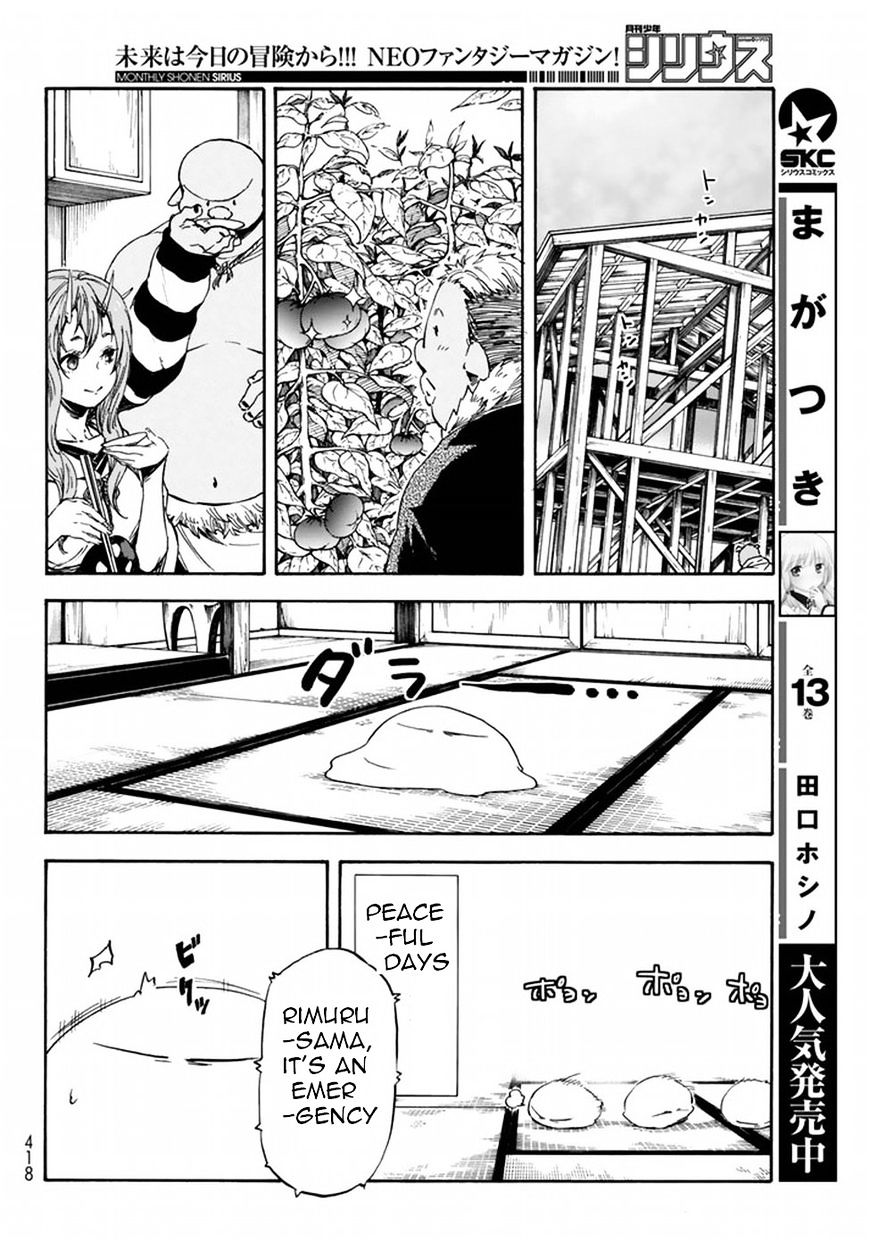 未来は今日の冒険から!!! NEOファンタジーマガジン!
月刊少年
シリウス
MONTHLY SHONEN SIRIUS
SKC
シリウスコミックス
まがつき
全13巻
田口ホシノ
大人気発売中
トンカン
トンカン
ダラ
PEACE
-FUL
DAYS
ポヨン
ポヨン
ポヨ
ビクッ
RIMURU
-SAMA,
IT'S AN
EMER
-GENCY
418